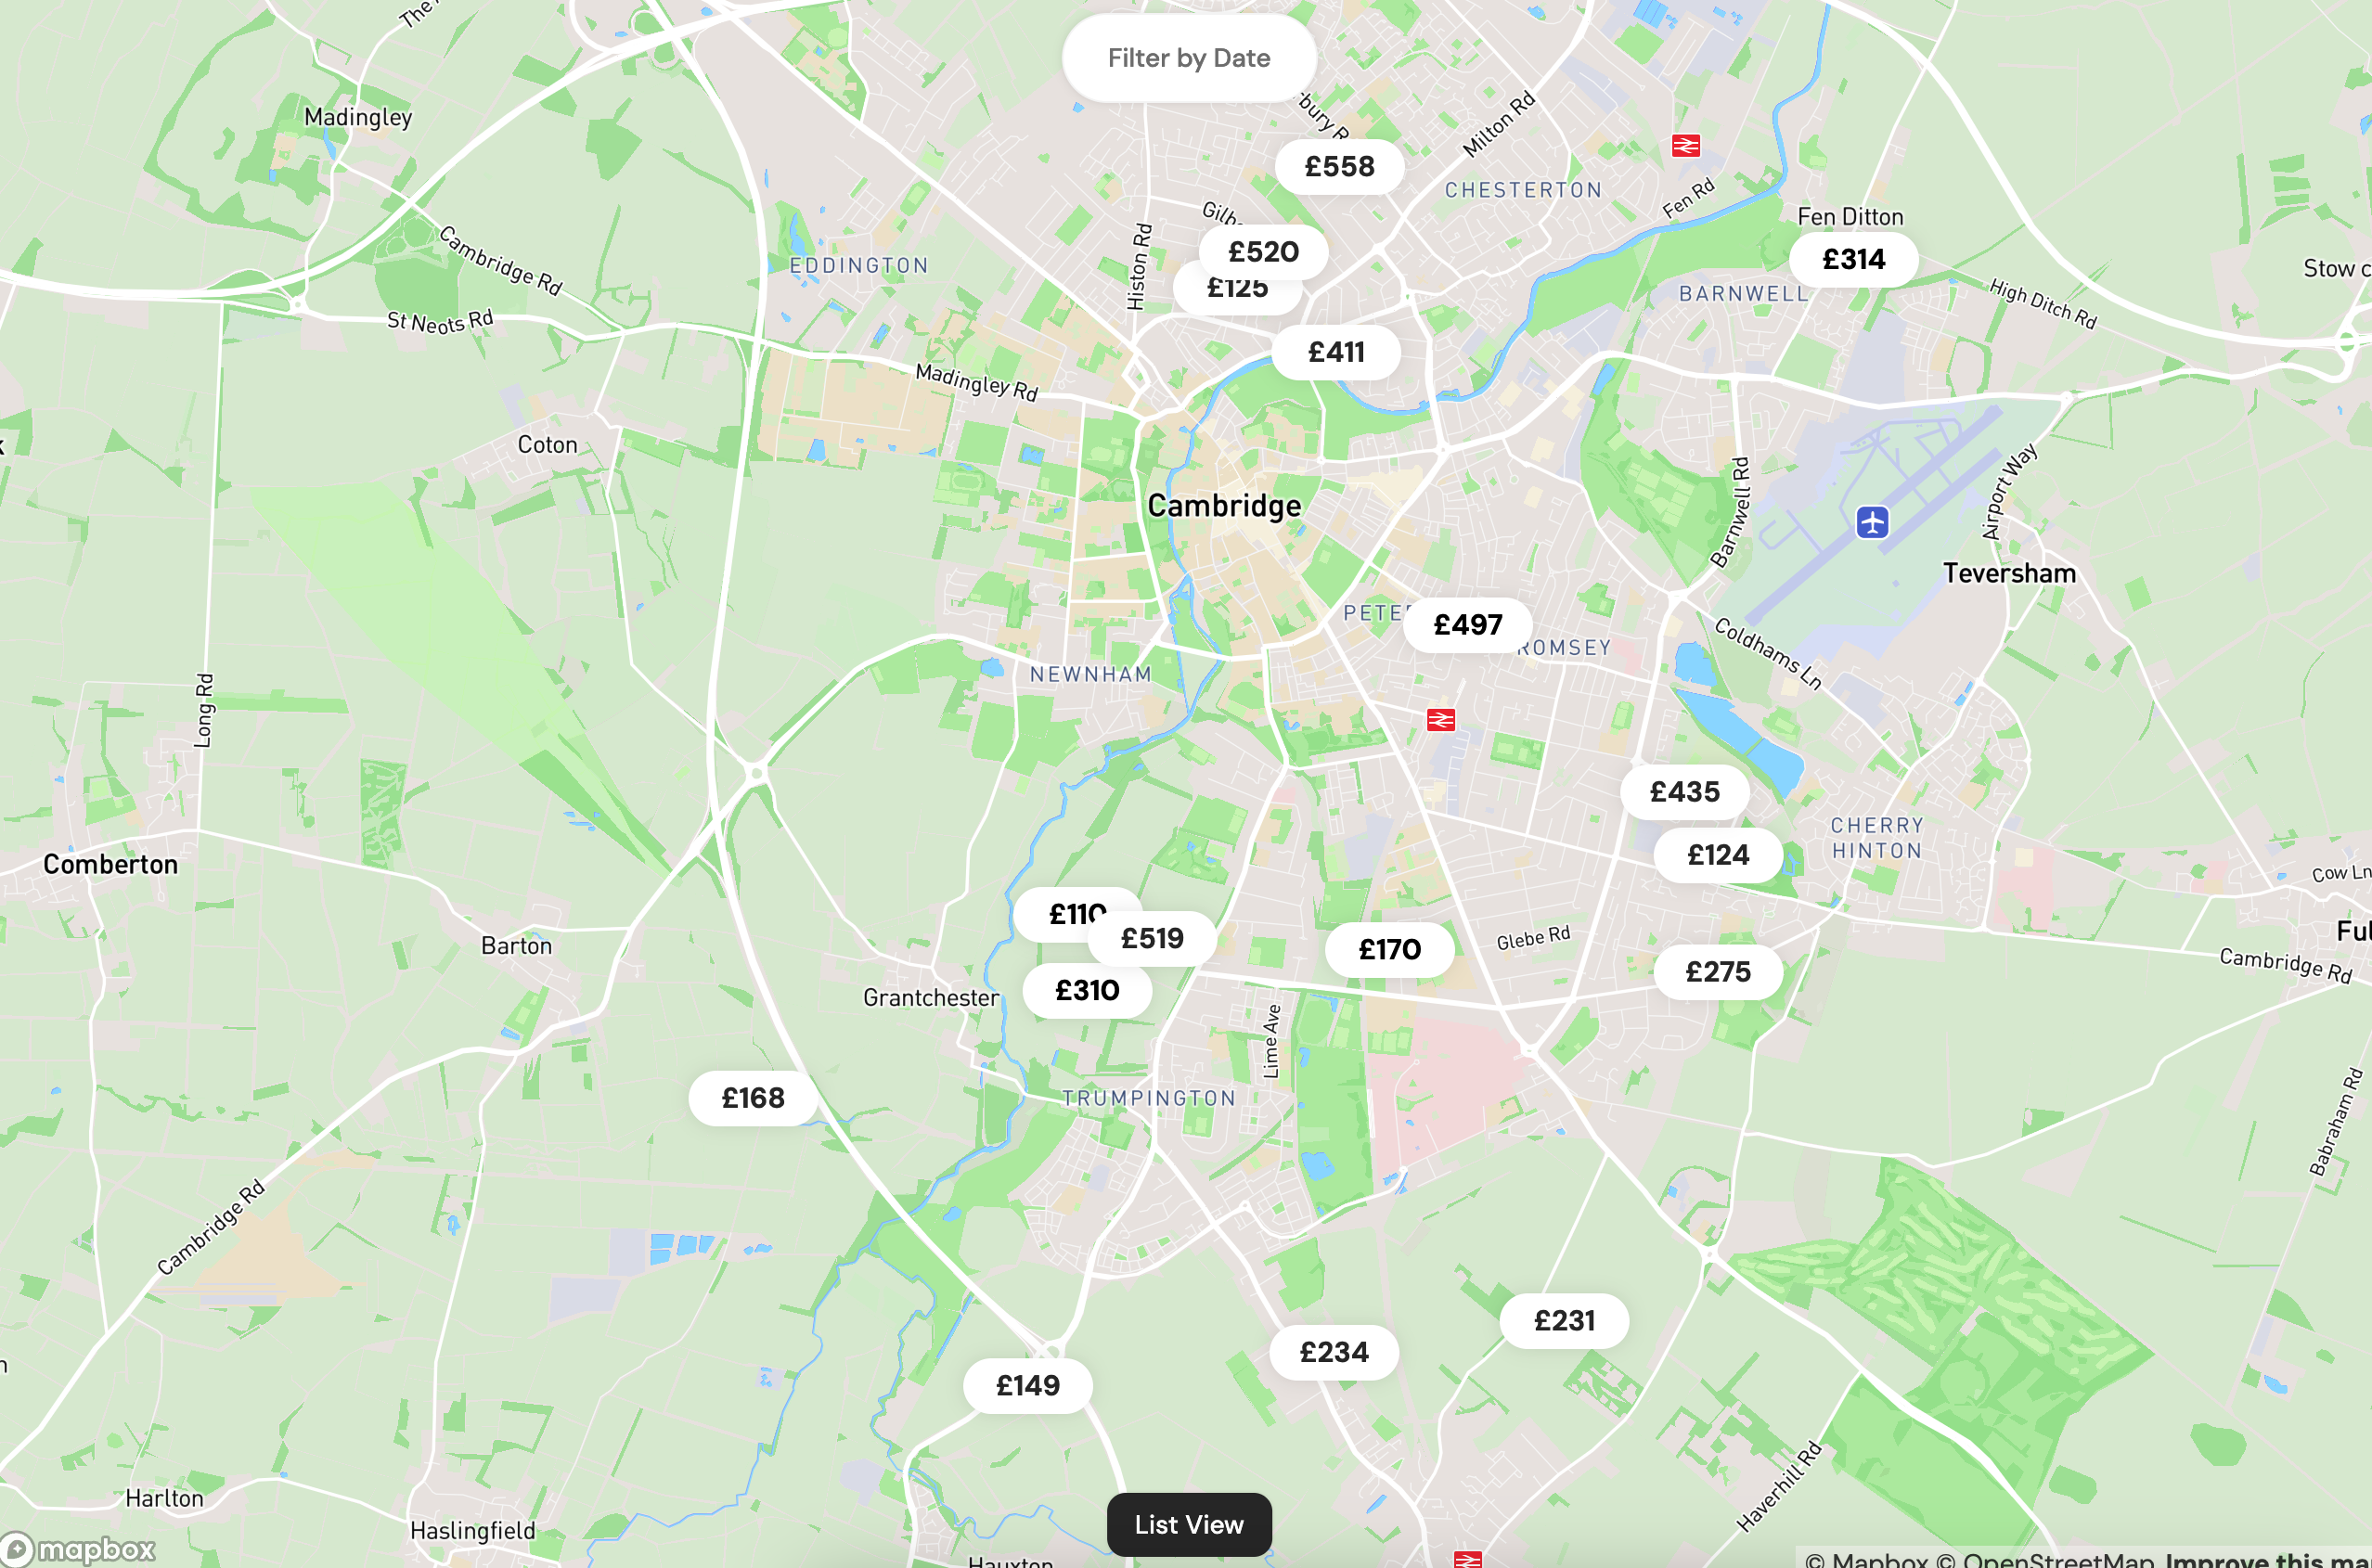 Filter by Date
Madingley
Milton Rd
£558
CHESTERTON
Fen Rd
Fen Ditton
Cambridge Rd
Histon Rd
£520
£314
EDDINGTON
Stow c
£125
BARNWELL
High Ditch Rd
St Neots Rd
£411
Madingley Rd
Coton
Barnwell Rd
Airport Way
Cambridge
Teversham
£497
ROMSEY
Coldhams Ln
NEWNHAM
Long Rd
£435
CHERRY
HINTON
£124
Comberton
Cow Ln
£110
£519
Barton
£170
Glebe Rd
£275
Cambridge Rd
£310
Grantchester
Lime Ave
£168
TRUMPINGTON
Babraham Rd
Cambridge Rd
£231
£234
£149
Haverhill Rd
Harlton
List View
Haslingfield
mapbox
Hauxton
© Mapbox © OpenStreetMap Improve this ma